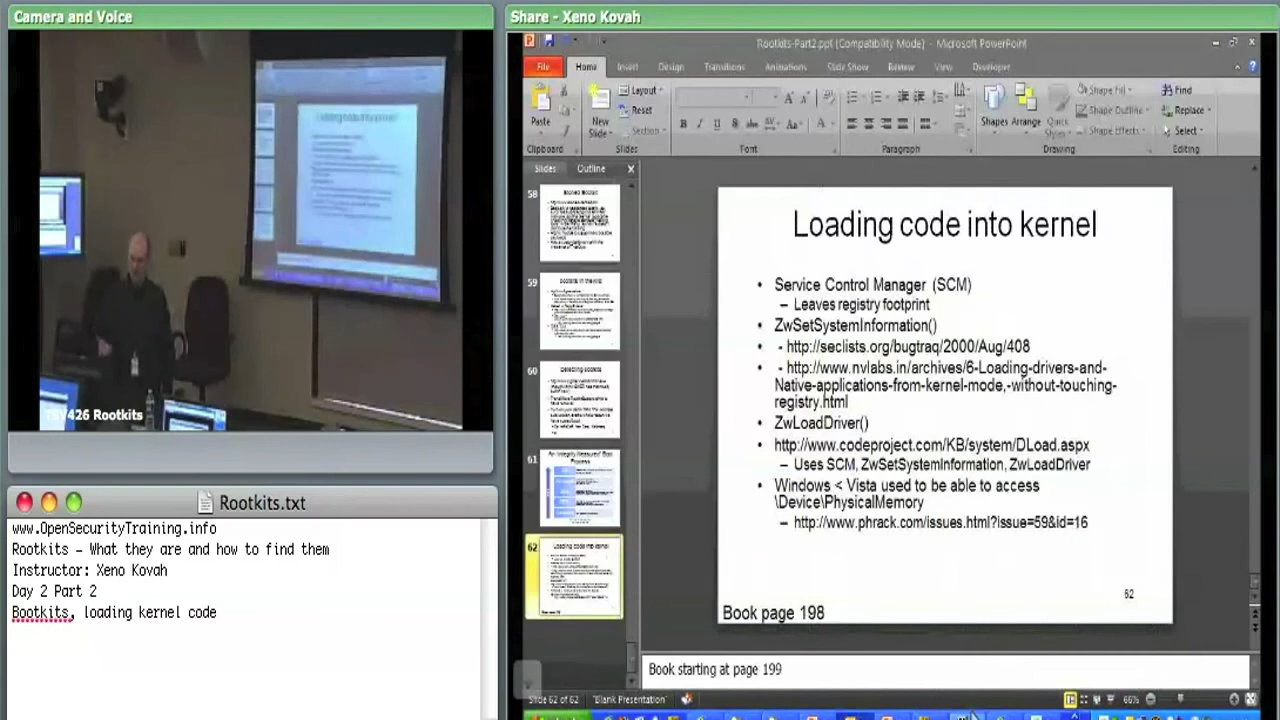 Camera and Voice
TSV426 Rootkits
Rootkits.txt
www.OpenSecurityTraining.info
Rootkits - What they are and how to find them
Instructor: Xeno Kovah
Day 2 Part 2
Bootkits, loading kernel code
Share - Xeno Kovah
Rootkits-Part2.ppt [Compatibility Mode] - Microsoft PowerPoint
File Home Insert Design Transitions Animations Slide Show Review View Developer
Paste
New
Slide
Layout
Reset
Section
Shapes
Arrange
Quick
Styles
Shape Fill
Shape Outline
Shape Effects
Find
Replace
Select
Clipboard Slides Font Paragraph Drawing Editing
Slides Outline
58
59
60
61
62
Loading code into kernel
• Service Control Manager (SCM)
– Leaves registry footprint
• ZwSetSystemInformation()
• - http://seclists.org/bugtraq/2000/Aug/408
• - http://www.nvlabs.in/archives/6-Loading-drivers-and-
Native-applications-from-kernel-mode,-without-touching-
registry.html
• ZwLoadDriver()
• http://www.codeproject.com/KB/system/DLoad.aspx
– Uses SCM, ZwSetSystemInformation, ZwLoadDriver
• Windows < Vista used to be able to acces
\Device\PhysicalMemory
– http://www.phrack.com/issues.html?issue=59&id=16
62
Book page 198
Book starting at page 199
Slide 62 of 62 "Blank Presentation" 66%